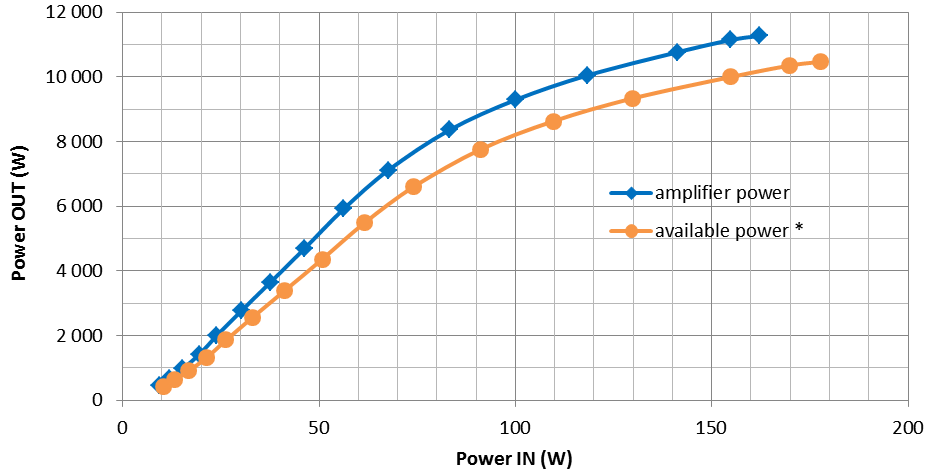 12 000
10 000
8 000
6 000
4 000
2 000
0
Power OUT (W)
amplifier power
available power *
0 50 100 150 200
Power IN (W)